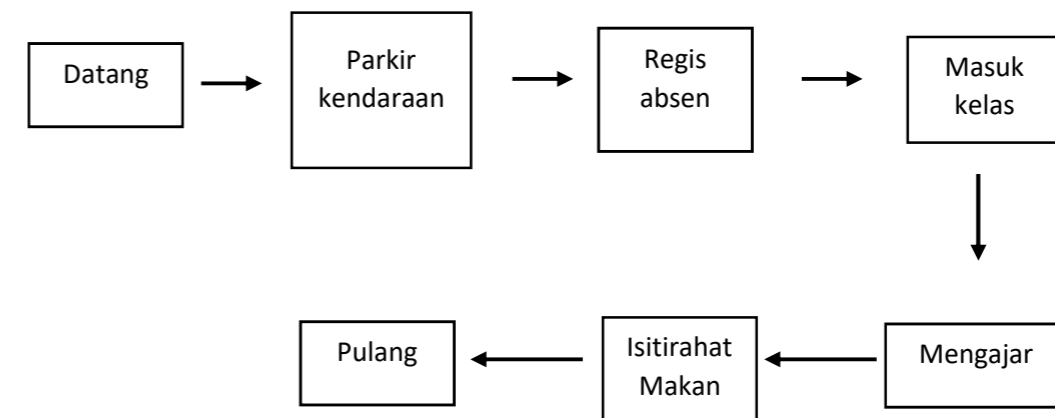 Datang
Parkir
kendaraan
Regis
absen
Masuk
kelas
Mengajar
Isitirahat
Makan
Pulang